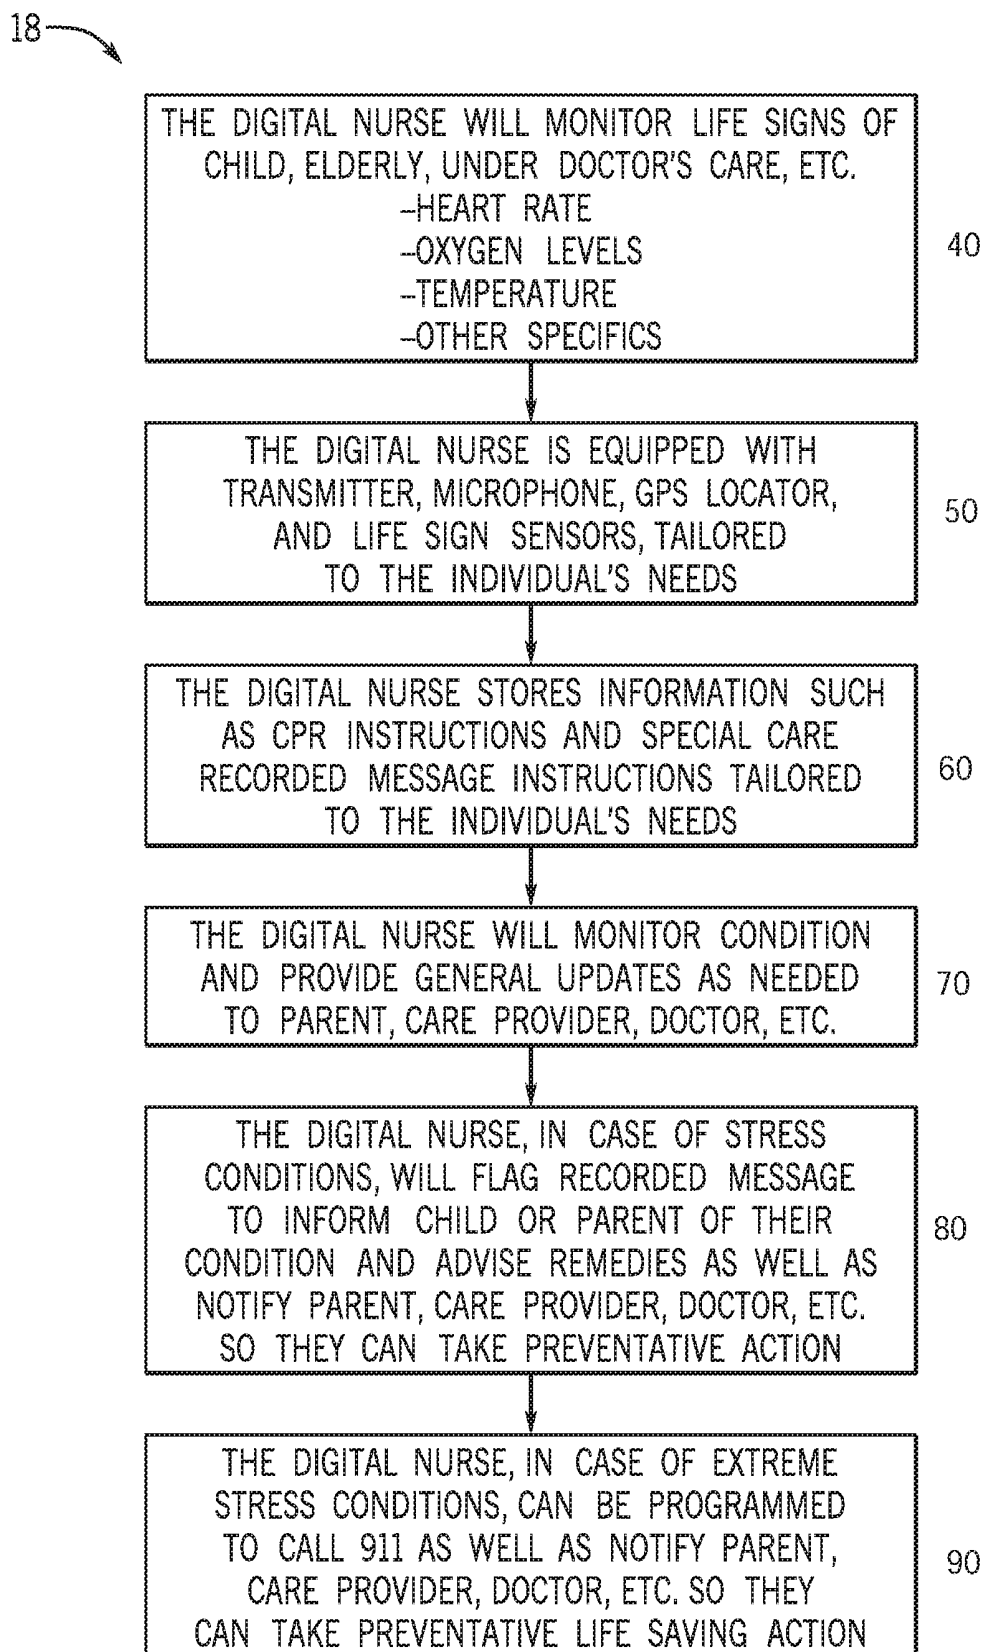 18
THE DIGITAL NURSE WILL MONITOR LIFE SIGNS OF
CHILD, ELDERLY, UNDER DOCTOR'S CARE, ETC.
–HEART RATE
–OXYGEN LEVELS
–TEMPERATURE
–OTHER SPECIFICS
40
THE DIGITAL NURSE IS EQUIPPED WITH
TRANSMITTER, MICROPHONE, GPS LOCATOR,
AND LIFE SIGN SENSORS, TAILORED
TO THE INDIVIDUAL'S NEEDS
50
THE DIGITAL NURSE STORES INFORMATION SUCH
AS CPR INSTRUCTIONS AND SPECIAL CARE
RECORDED MESSAGE INSTRUCTIONS TAILORED
TO THE INDIVIDUAL'S NEEDS
60
THE DIGITAL NURSE WILL MONITOR CONDITION
AND PROVIDE GENERAL UPDATES AS NEEDED
TO PARENT, CARE PROVIDER, DOCTOR, ETC.
70
THE DIGITAL NURSE, IN CASE OF STRESS
CONDITIONS, WILL FLAG RECORDED MESSAGE
TO INFORM CHILD OR PARENT OF THEIR
CONDITION AND ADVISE REMEDIES AS WELL AS
NOTIFY PARENT, CARE PROVIDER, DOCTOR, ETC.
SO THEY CAN TAKE PREVENTATIVE ACTION
80
THE DIGITAL NURSE, IN CASE OF EXTREME
STRESS CONDITIONS, CAN BE PROGRAMMED
TO CALL 911 AS WELL AS NOTIFY PARENT,
CARE PROVIDER, DOCTOR, ETC. SO THEY
CAN TAKE PREVENTATIVE LIFE SAVING ACTION
90